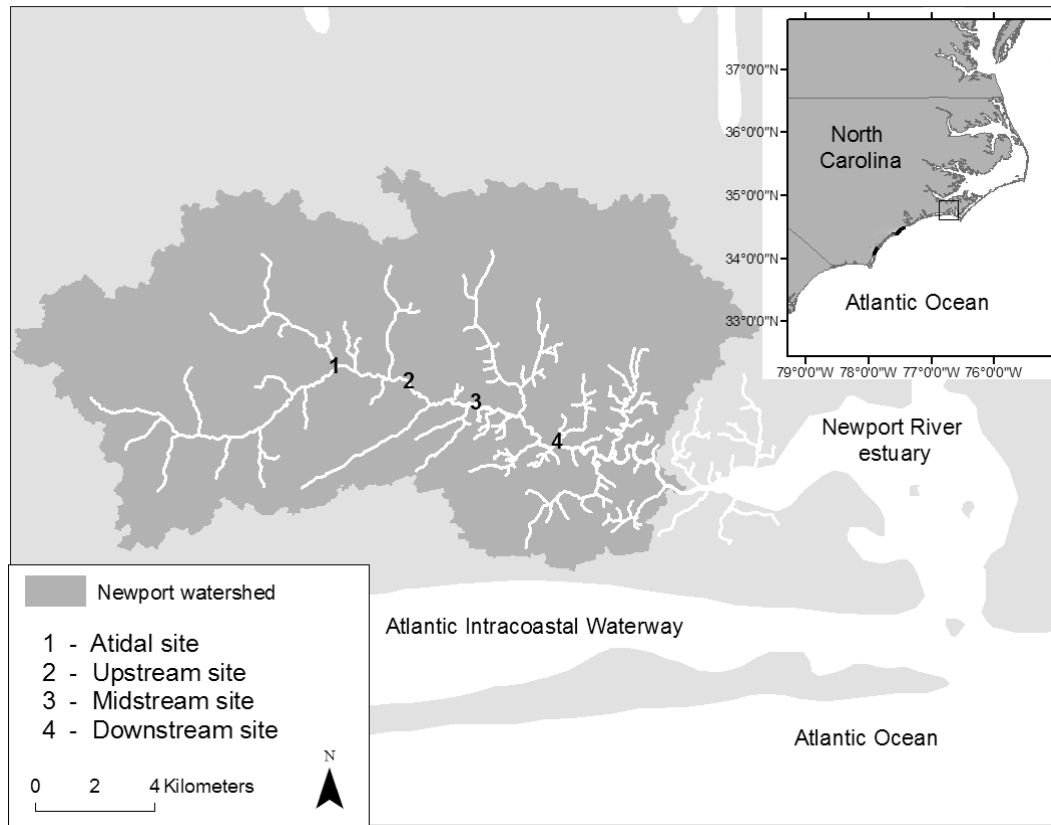 37°0'0"N
36°0'0"N
35°0'0"N
34°0'0"N
33°0'0"N
North
Carolina
Atlantic Ocean
79°0'0"W 78°0'0"W 77°0'0"W 76°0'0"W
1
2
3
4
Newport River
estuary
Newport watershed
1 - Atidal site
2 - Upstream site
3 - Midstream site
4 - Downstream site
0 2 4 Kilometers
N
Atlantic Intracoastal Waterway
Atlantic Ocean